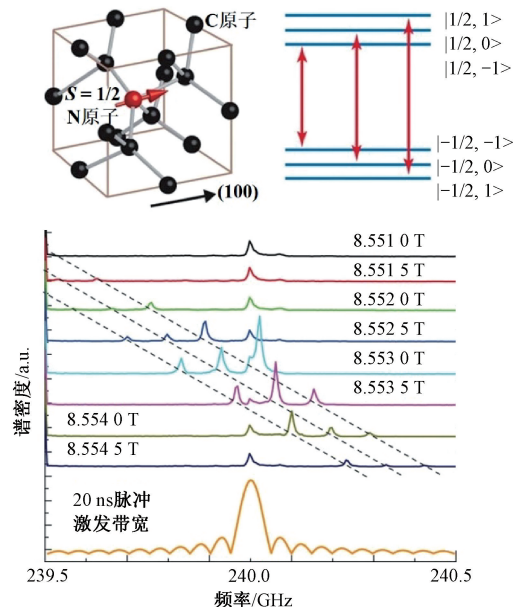 C原子
S = 1/2
N原子
(100)
|1/2, 1>
|1/2, 0>
|1/2, −1>
|−1/2, −1>
|−1/2, 0>
|−1/2, 1>
8.551 0 T
8.551 5 T
8.552 0 T
8.552 5 T
8.553 0 T
8.553 5 T
8.554 0 T
8.554 5 T
谱密度/a.u.
20 ns脉冲
激发带宽
239.5
240.0
240.5
频率/GHz